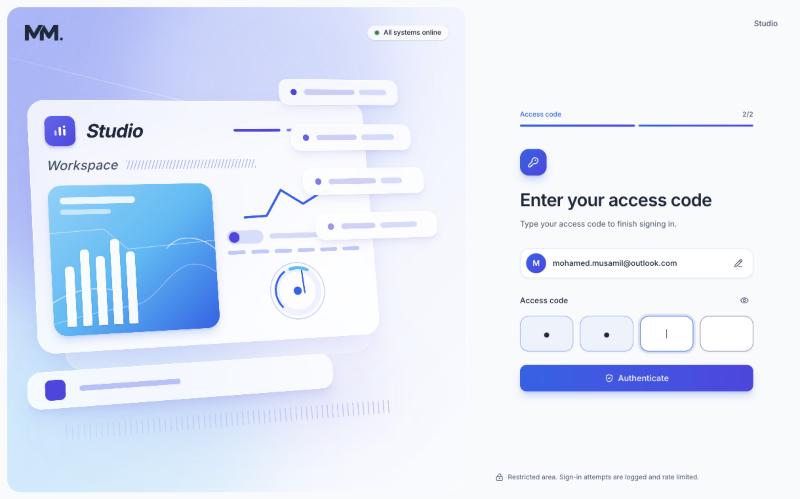 MM.
All systems online
Studio
Workspace
Studio
Access code
2/2
Enter your access code
Type your access code to finish signing in.
M
mohamed.musamil@outlook.com
Access code
Authenticate
Restricted area. Sign-in attempts are logged and rate limited.